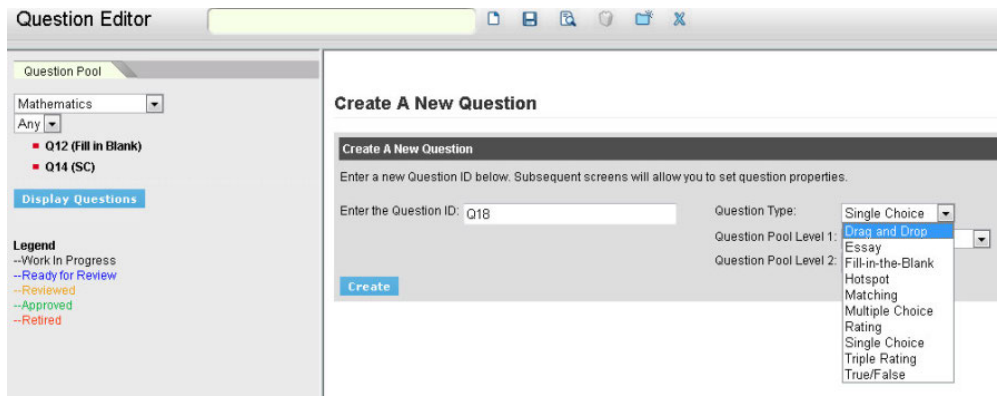 Question Editor
Question Pool
Mathematics
Any
Q12 (Fill in Blank)
Q14 (SC)
Display Questions
Legend
--Work In Progress
--Ready for Review
--Reviewed
--Approved
--Retired
Create A New Question
Create A New Question
Enter a new Question ID below. Subsequent screens will allow you to set question properties.
Enter the Question ID: Q18
Question Type: Single Choice
Question Pool Level 1:
Question Pool Level 2:
Drag and Drop
Essay
Fill-in-the-Blank
Hotspot
Matching
Multiple Choice
Rating
Single Choice
Triple Rating
True/False
Create